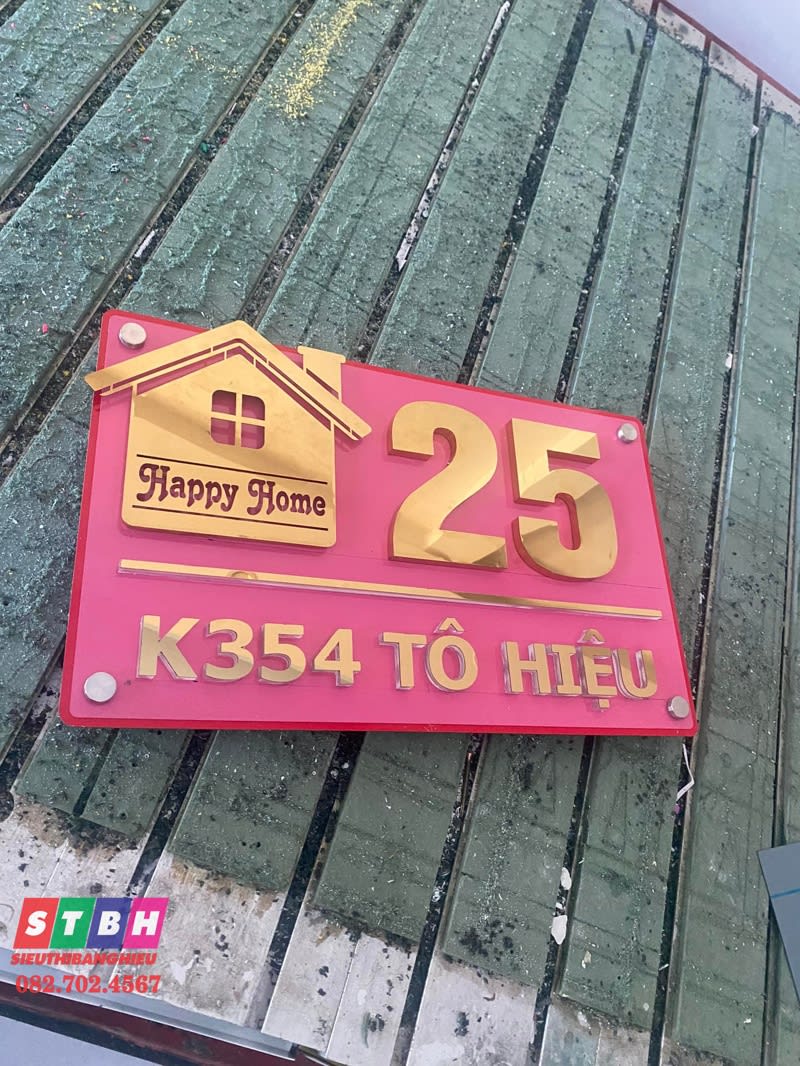 Happy Home
25
K354 TÔ HIỆU
STBH
SIEUTHIBANGHIEU
082.702.4567